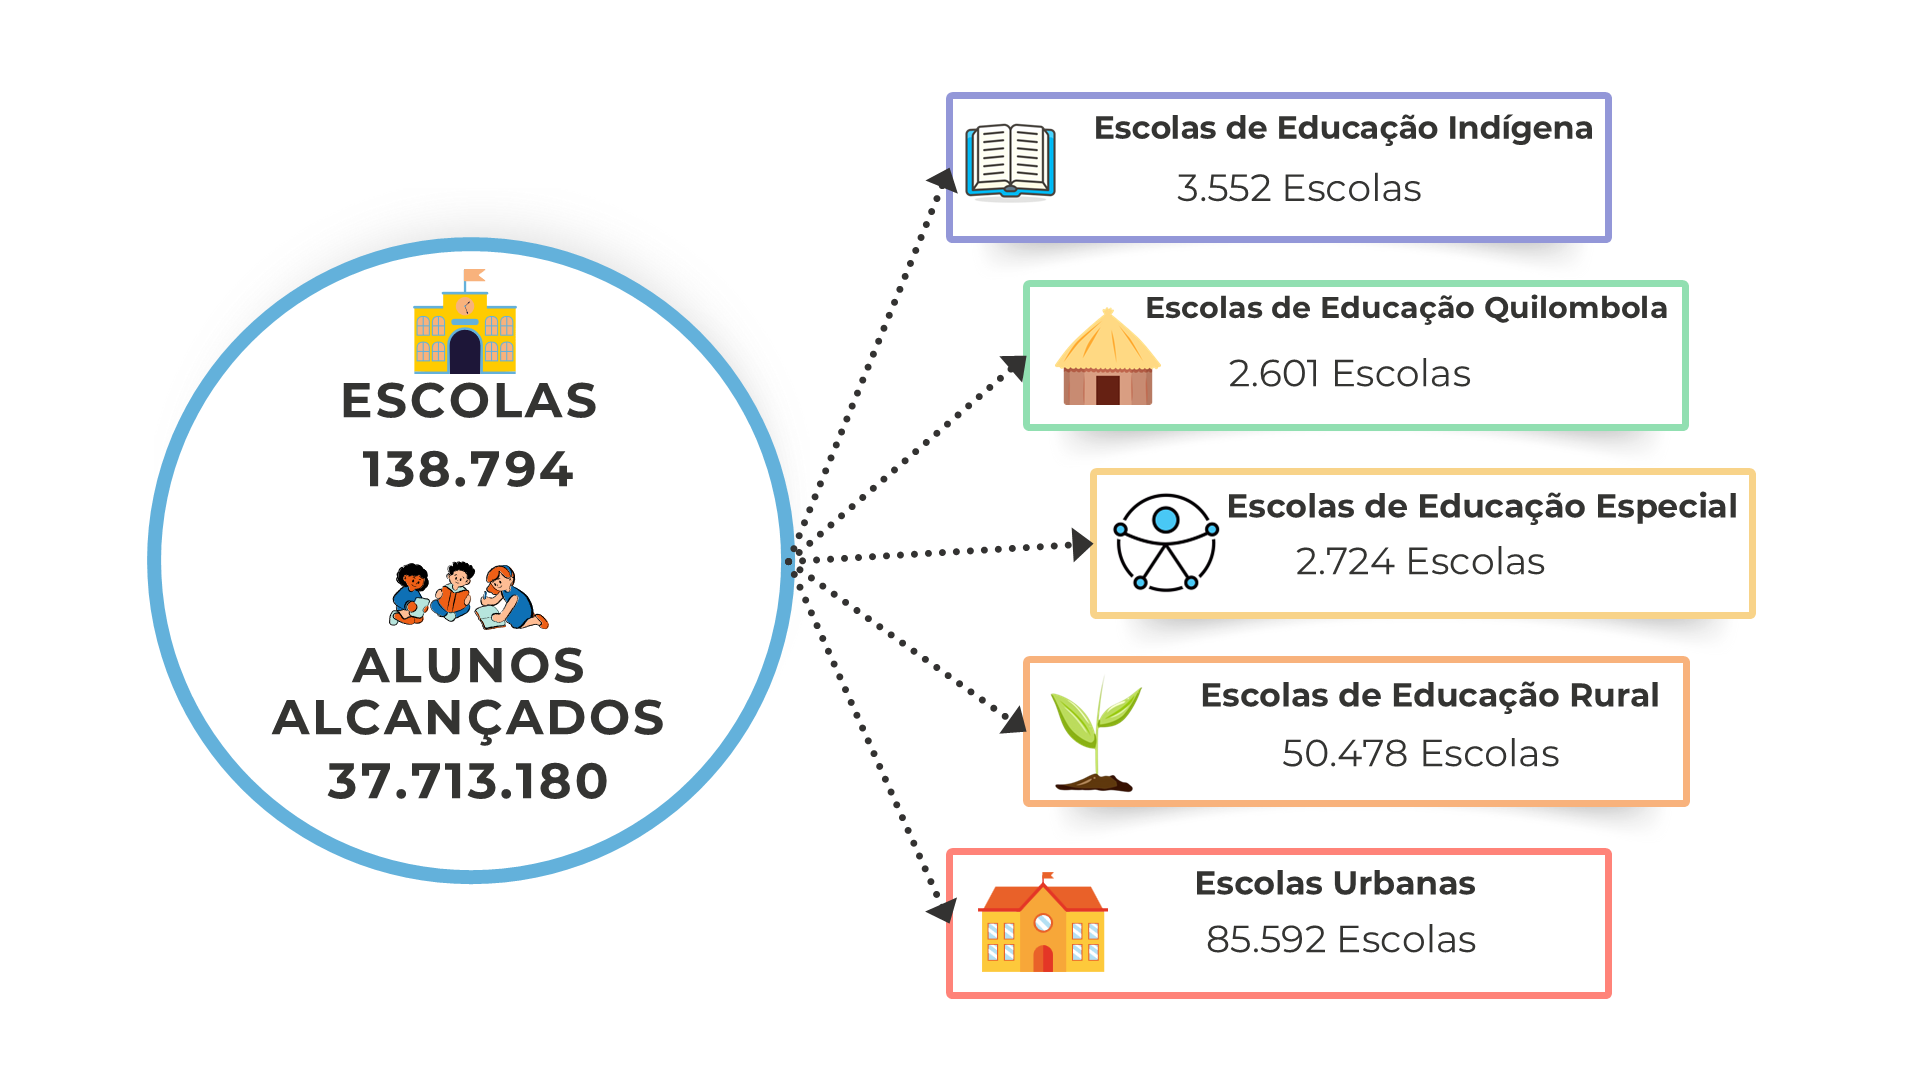 ESCOLAS
138.794
ALUNOS
ALCANÇADOS
37.713.180
Escolas de Educação Indígena
3.552 Escolas
Escolas de Educação Quilombola
2.601 Escolas
Escolas de Educação Especial
2.724 Escolas
Escolas de Educação Rural
50.478 Escolas
Escolas Urbanas
85.592 Escolas